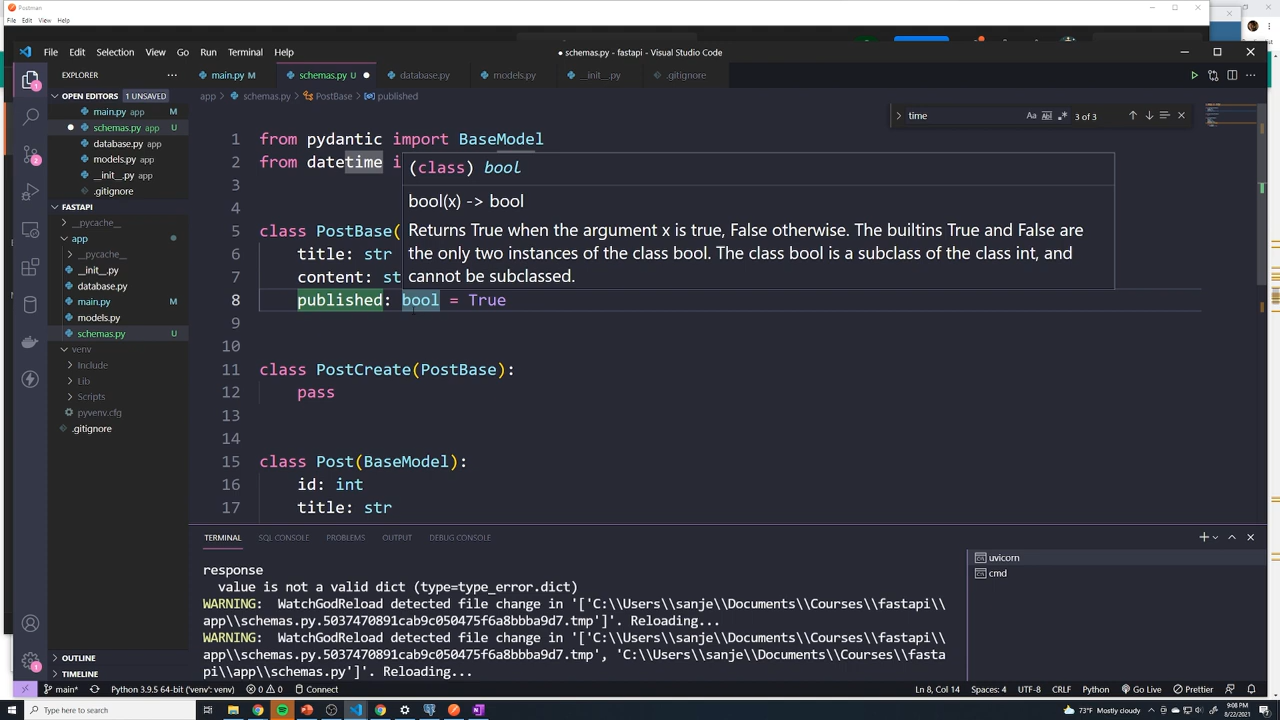 Postman
File Edit View Help
File Edit Selection View Go Run Terminal Help
● schemas.py - fastapi - Visual Studio Code
EXPLORER
main.py M
schemas.py U
database.py
models.py
__init__.py
.gitignore
OPEN EDITORS 1 UNSAVED
app > schemas.py > PostBase > published
main.py app M
schemas.py app U
database.py app
models.py app
__init__.py app
.gitignore
FASTAPI
__pycache__
app
__pycache__
__init__.py
database.py
main.py M
models.py
schemas.py U
venv
Include
Lib
Scripts
pyvenv.cfg
.gitignore
OUTLINE
TIMELINE
time
Aa
3 of 3
1 from pydantic import BaseModel
2 from datetime i
3
4
5 class PostBase(
6 title: str
7 content: st
8 published: bool = True
9
10
11 class PostCreate(PostBase):
12 pass
13
14
15 class Post(BaseModel):
16 id: int
17 title: str
(class) bool
bool(x) -> bool
Returns True when the argument x is true, False otherwise. The builtins True and False are
the only two instances of the class bool. The class bool is a subclass of the class int, and
cannot be subclassed.
TERMINAL SQL CONSOLE PROBLEMS OUTPUT DEBUG CONSOLE
response
value is not a valid dict (type=type_error.dict)
WARNING: WatchGodReload detected file change in '['C:\\Users\\sanje\\Documents\\Courses\\fastapi\\
app\\schemas.py.5037470891cab9c050475f6a8bbba9d7.tmp']'. Reloading...
WARNING: WatchGodReload detected file change in '['C:\\Users\\sanje\\Documents\\Courses\\fastapi\\
app\\schemas.py.5037470891cab9c050475f6a8bbba9d7.tmp', 'C:\\Users\\sanje\\Documents\\Courses\\fasta
pi\\app\\schemas.py']'. Reloading...
uvicorn
cmd
main* Python 3.9.5 64-bit ('venv': venv) 0 0 Connect
Ln 8, Col 14 Spaces: 4 UTF-8 CRLF Python Go Live Prettier
Type here to search
73°F Mostly cloudy
9:08 PM
8/22/2021